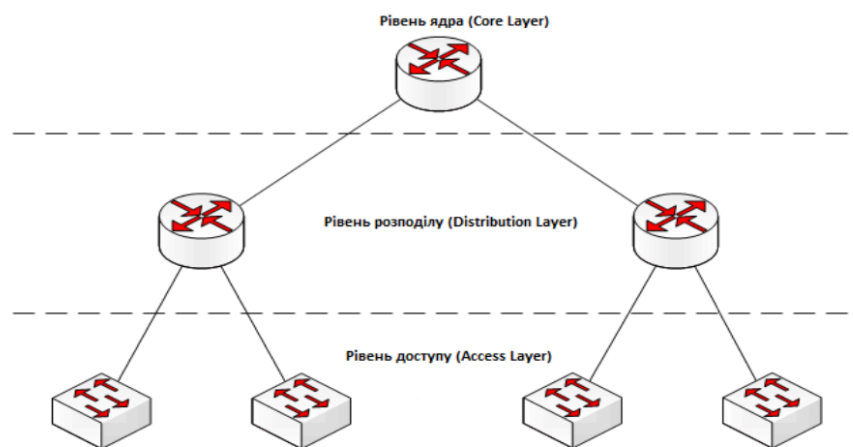 Рівень ядра (Core Layer)
Рівень розподілу (Distribution Layer)
Рівень доступу (Access Layer)